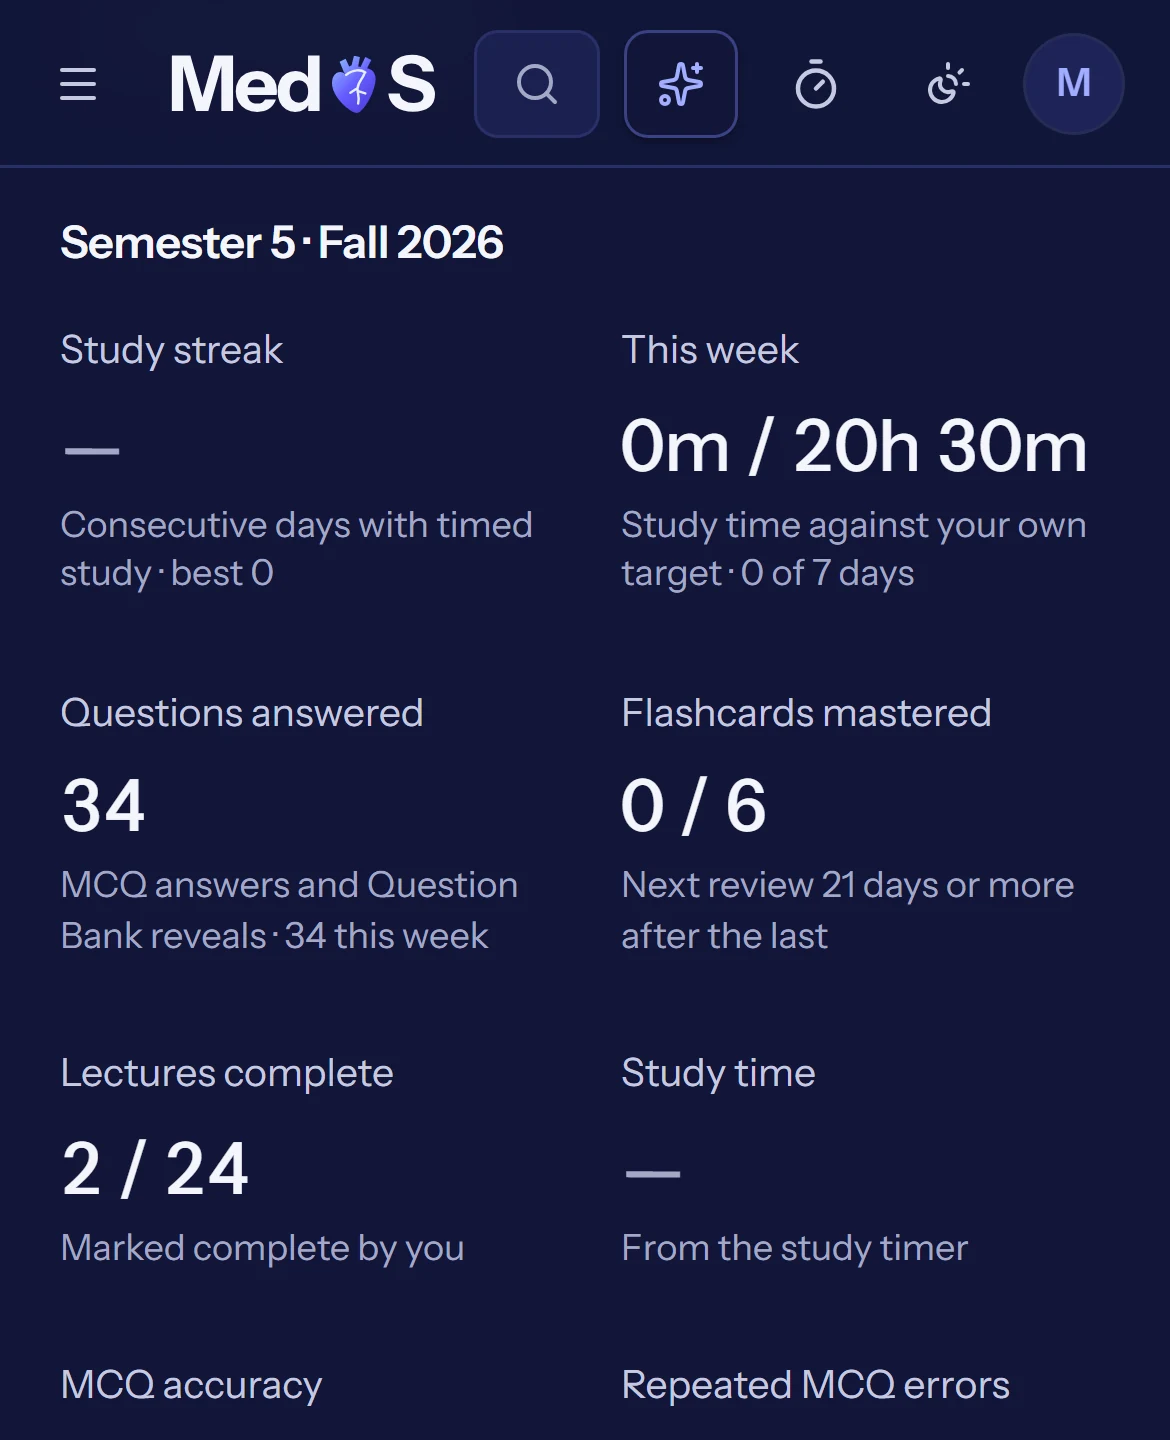 Med S
M
Semester 5 · Fall 2026
Study streak
—
Consecutive days with timed
study · best 0
This week
0m / 20h 30m
Study time against your own
target · 0 of 7 days
Questions answered
34
MCQ answers and Question
Bank reveals · 34 this week
Flashcards mastered
0 / 6
Next review 21 days or more
after the last
Lectures complete
2 / 24
Marked complete by you
Study time
—
From the study timer
MCQ accuracy
Repeated MCQ errors